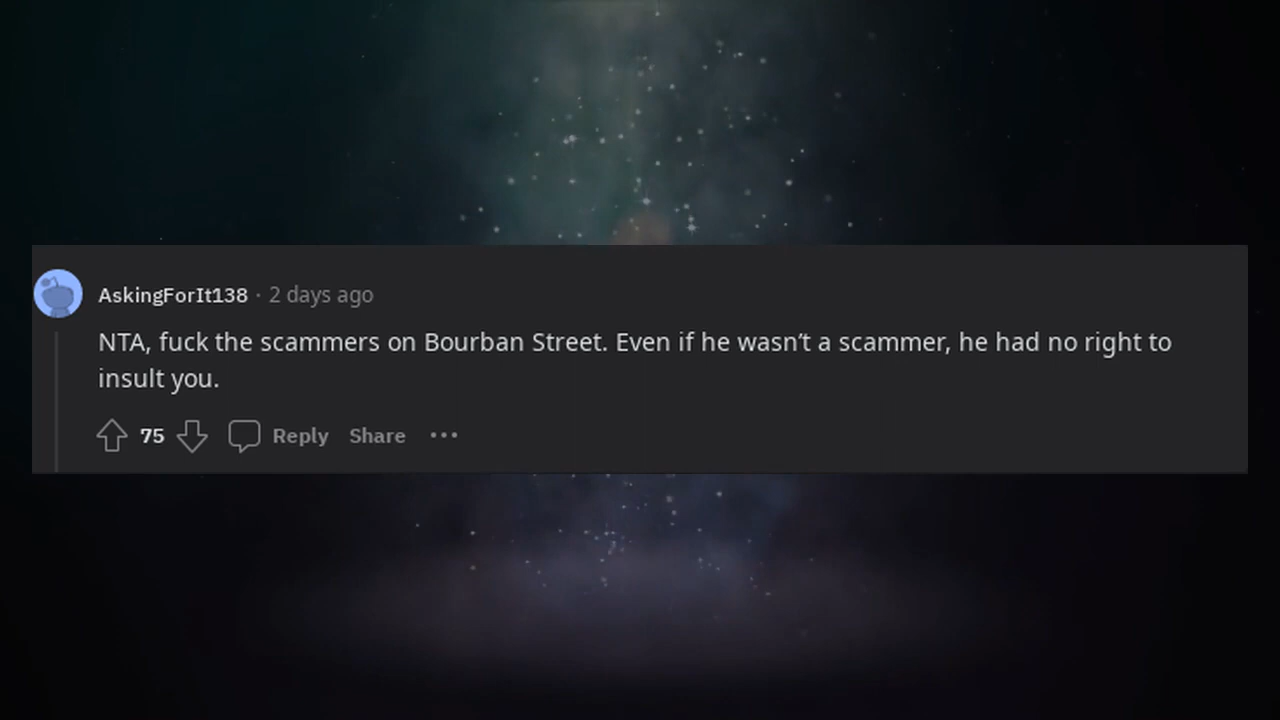 AskingForIt138 · 2 days ago
NTA, fuck the scammers on Bourban Street. Even if he wasn’t a scammer, he had no right to
insult you.
75 Reply Share ···